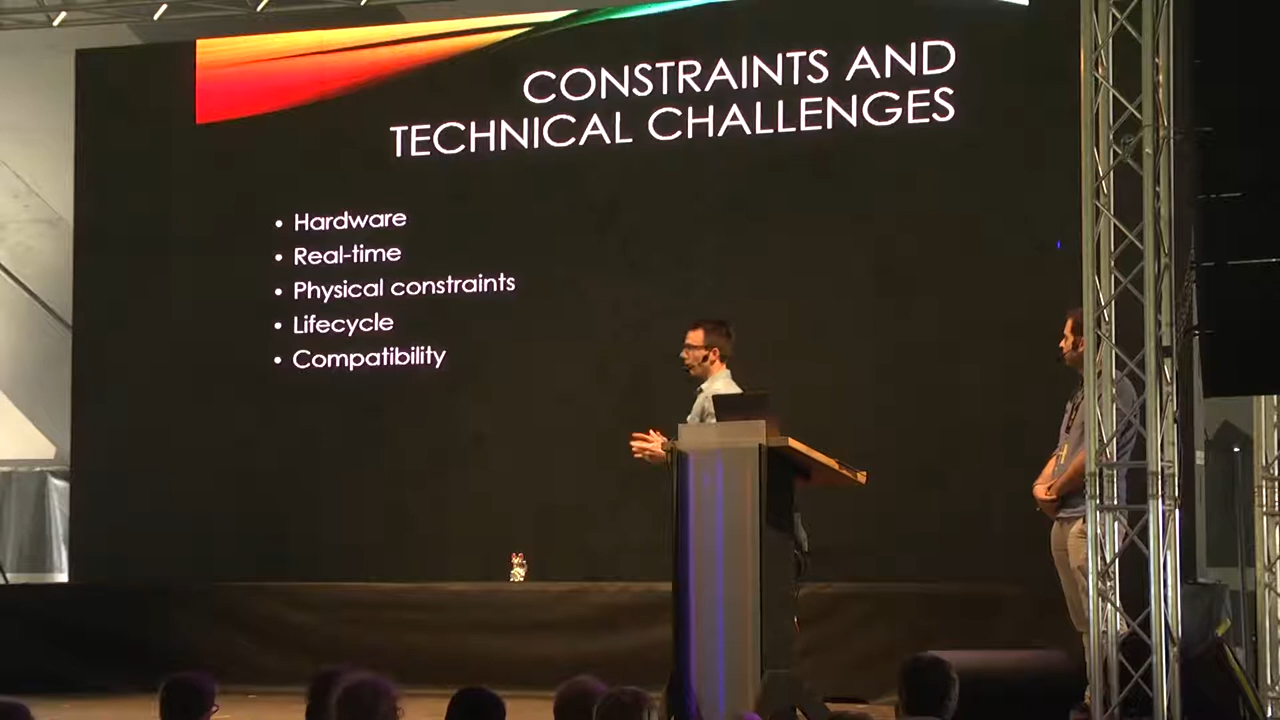 CONSTRAINTS AND
TECHNICAL CHALLENGES
• Hardware
• Real-time
• Physical constraints
• Lifecycle
• Compatibility